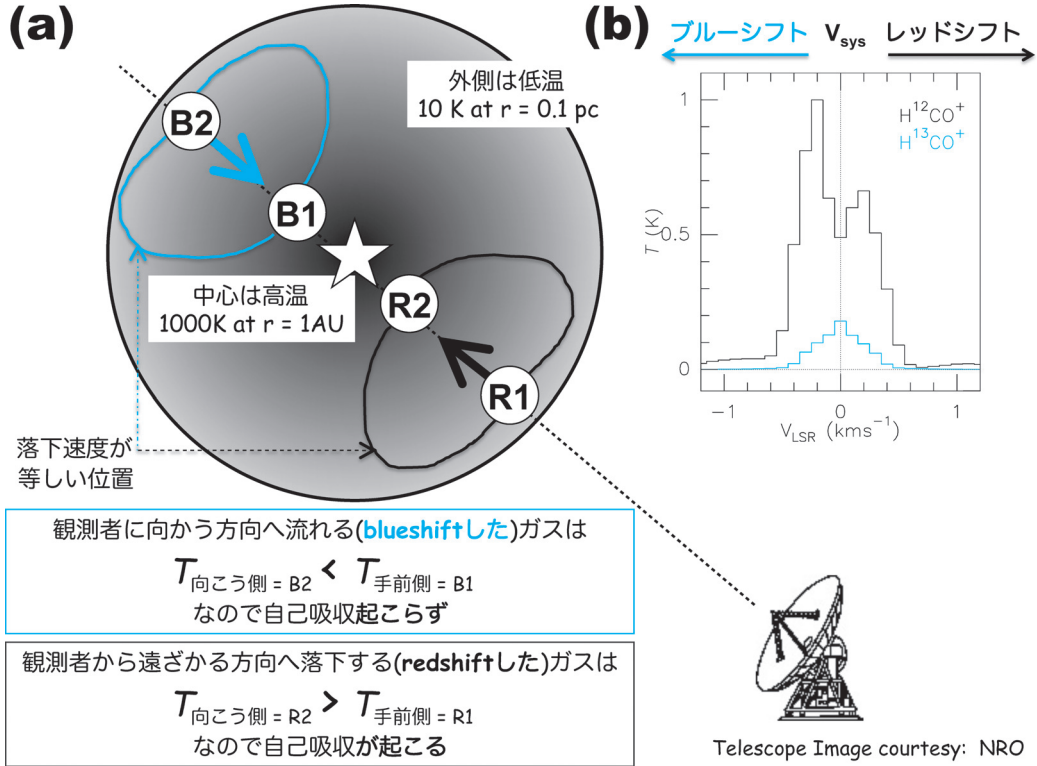 (a)
B2
B1
R2
R1
外側は低温
10 K at r = 0.1 pc
中心は高温
1000K at r = 1AU
落下速度が
等しい位置
観測者に向かう方向へ流れる(blueshiftした)ガスは
T向こう側 = B2 < T手前側 = B1
なので自己吸収起こらず
観測者から遠ざかる方向へ落下する(redshiftした)ガスは
T向こう側 = R2 > T手前側 = R1
なので自己吸収が起こる
(b)
ブルーシフト Vsys レッドシフト
H¹²CO⁺
H¹³CO⁺
1
0.5
0
T (K)
−1 0 1
VLSR (kms⁻¹)
Telescope Image courtesy: NRO